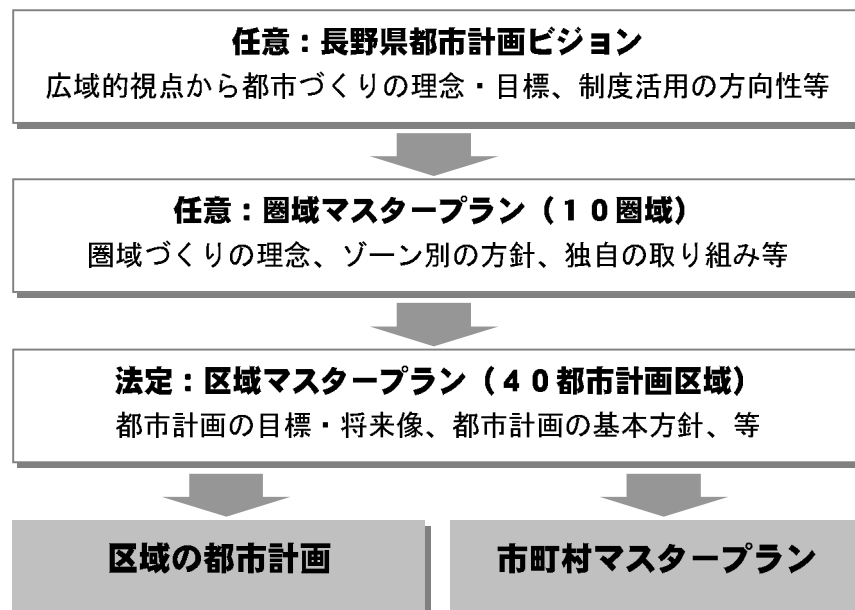 任意：長野県都市計画ビジョン
広域的視点から都市づくりの理念・目標、制度活用の方向性等
任意：圏域マスタープラン（１０圏域）
圏域づくりの理念、ゾーン別の方針、独自の取り組み等
法定：区域マスタープラン（４０都市計画区域）
都市計画の目標・将来像、都市計画の基本方針、等
区域の都市計画
市町村マスタープラン